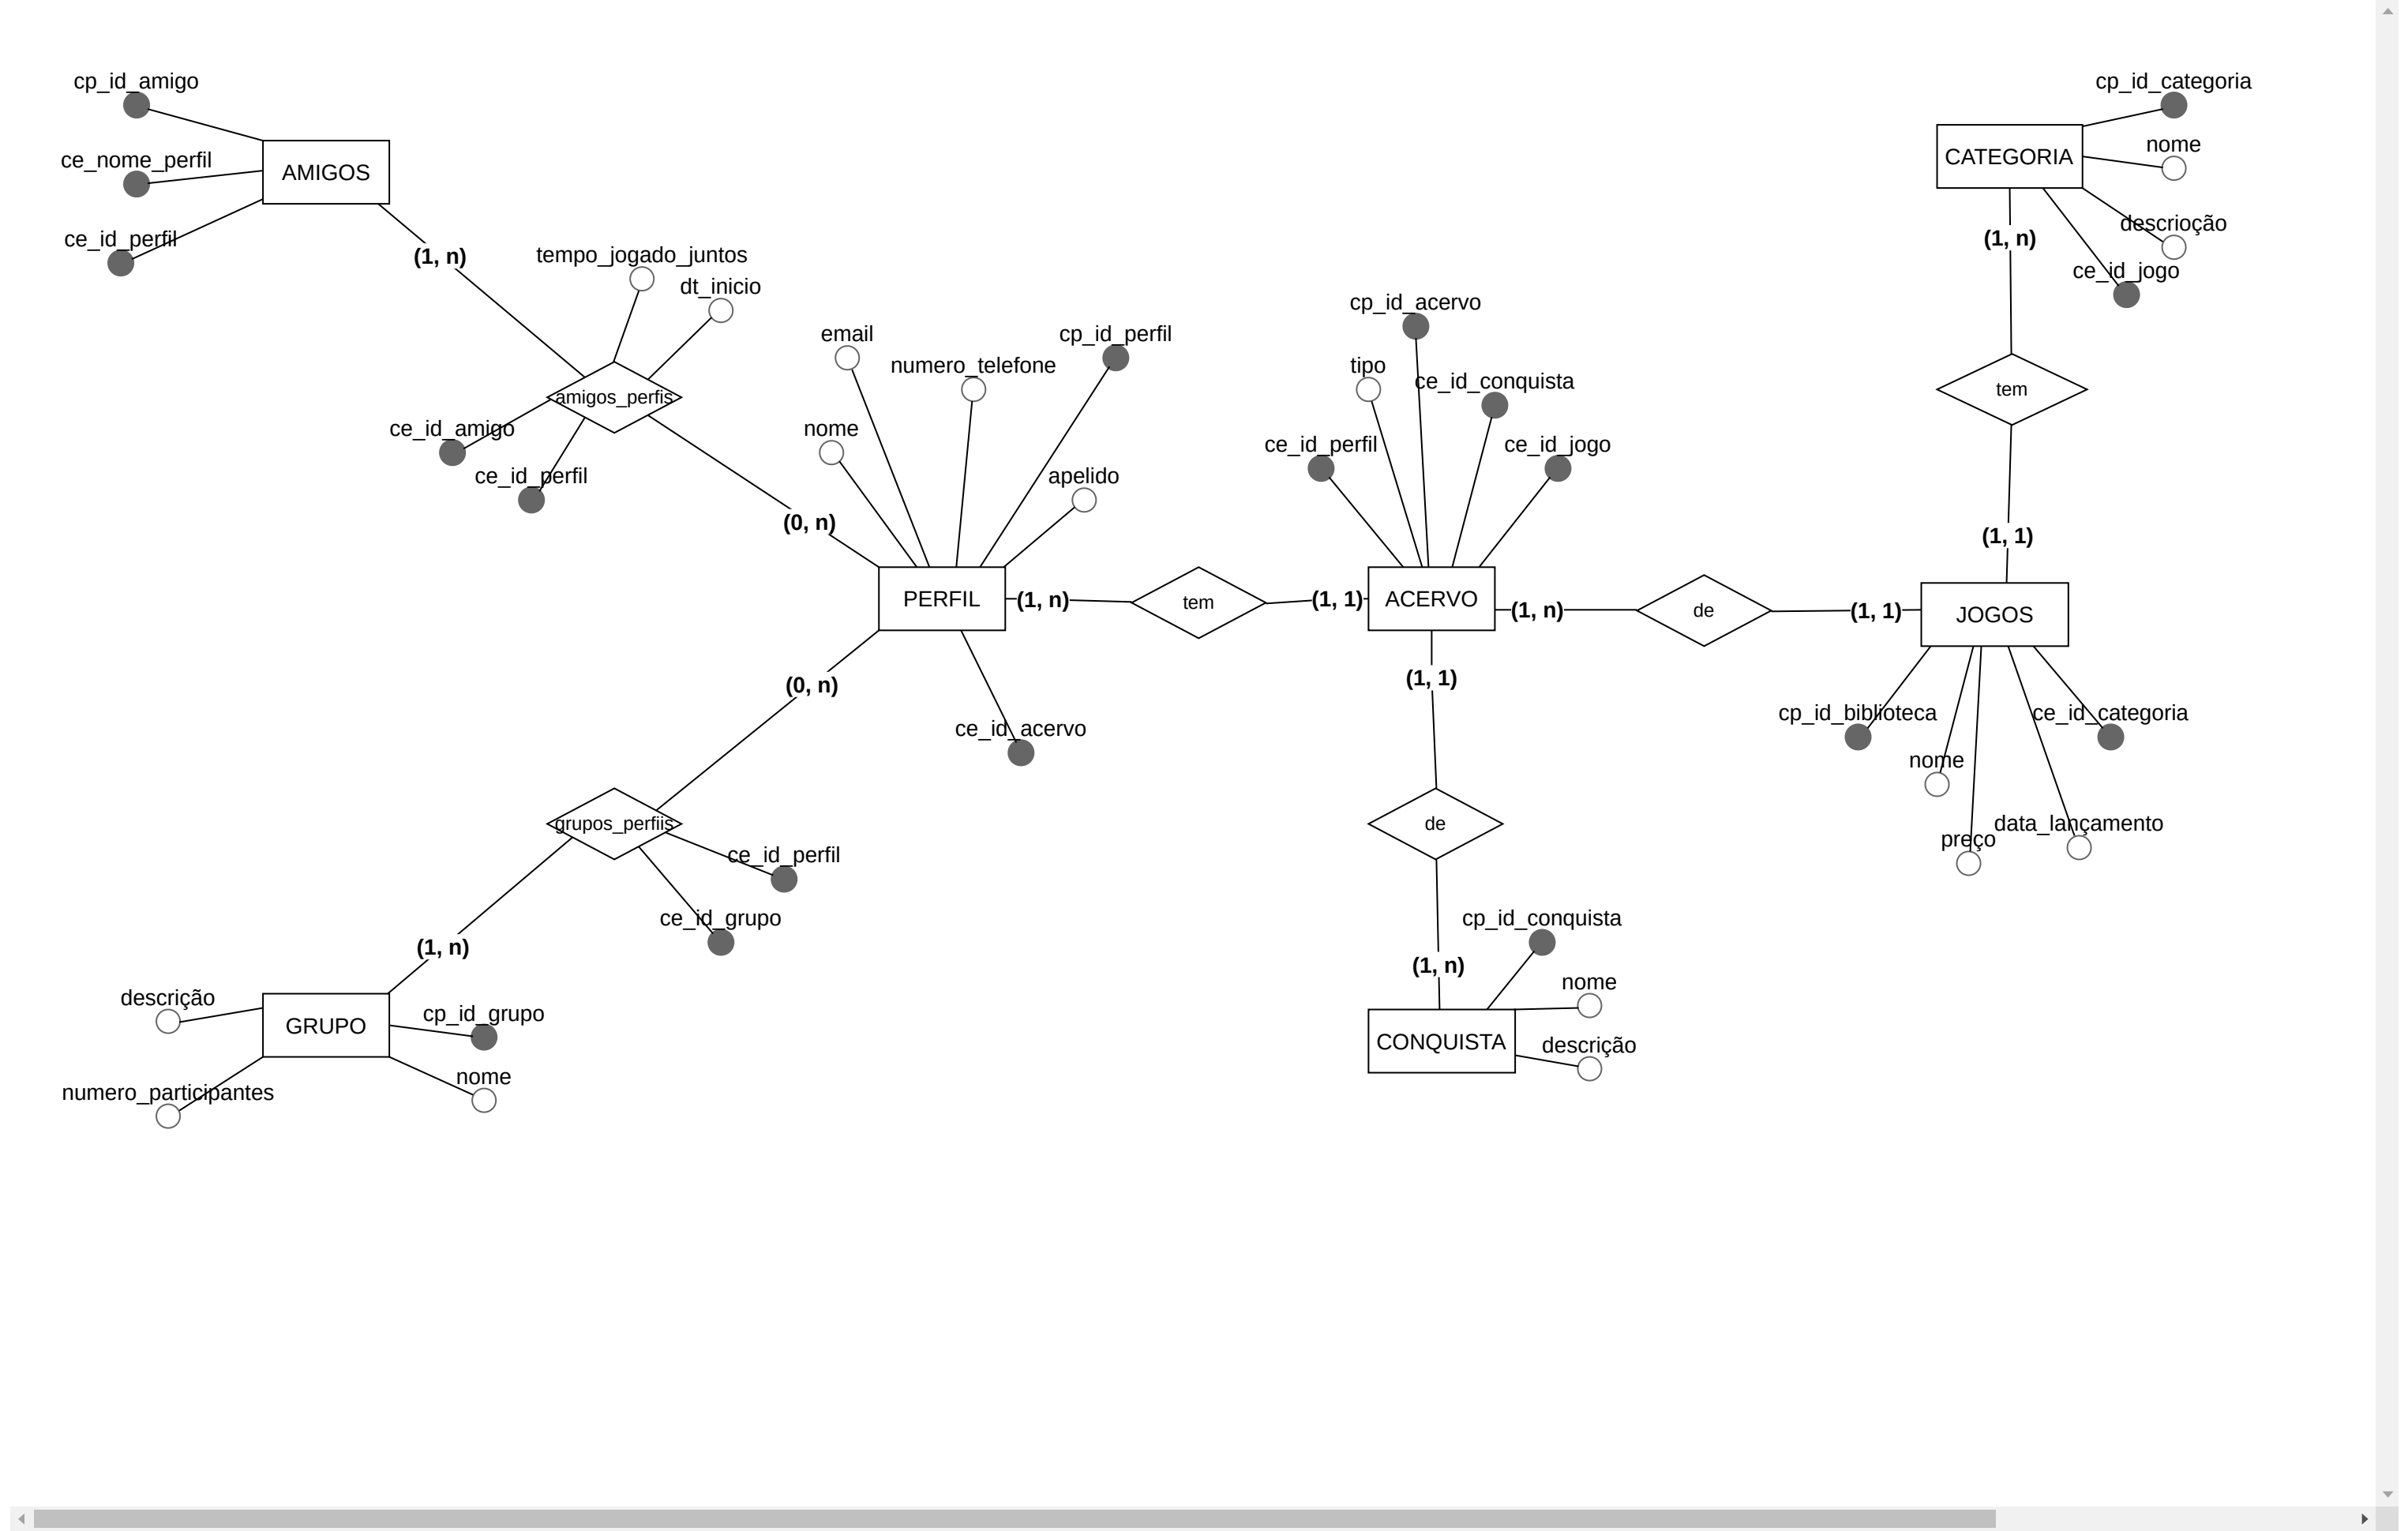 cp_id_amigo
ce_nome_perfil
ce_id_perfil
AMIGOS
(1, n)
tempo_jogado_juntos
dt_inicio
amigos_perfis
ce_id_amigo
ce_id_perfil
(0, n)
email
numero_telefone
cp_id_perfil
nome
apelido
PERFIL
(1, n)
tem
(1, 1)
ce_id_acervo
(0, n)
grupos_perfiis
ce_id_perfil
ce_id_grupo
(1, n)
descrição
GRUPO
cp_id_grupo
nome
numero_participantes
cp_id_acervo
tipo
ce_id_conquista
ce_id_perfil
ce_id_jogo
ACERVO
(1, n)
de
(1, 1)
(1, 1)
de
(1, n)
cp_id_conquista
nome
CONQUISTA
descrição
cp_id_categoria
CATEGORIA
nome
descrioção
ce_id_jogo
(1, n)
tem
(1, 1)
JOGOS
cp_id_biblioteca
ce_id_categoria
nome
data_lançamento
preço